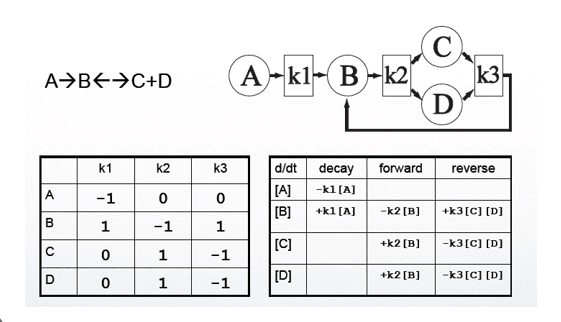 A→B←→C+D
A k1 B k2 C D k3
k1 k2 k3
A -1 0 0
B 1 -1 1
C 0 1 -1
D 0 1 -1
d/dt decay forward reverse
[A] -k1[A]
[B] +k1[A] -k2[B] +k3[C][D]
[C] +k2[B] -k3[C][D]
[D] +k2[B] -k3[C][D]